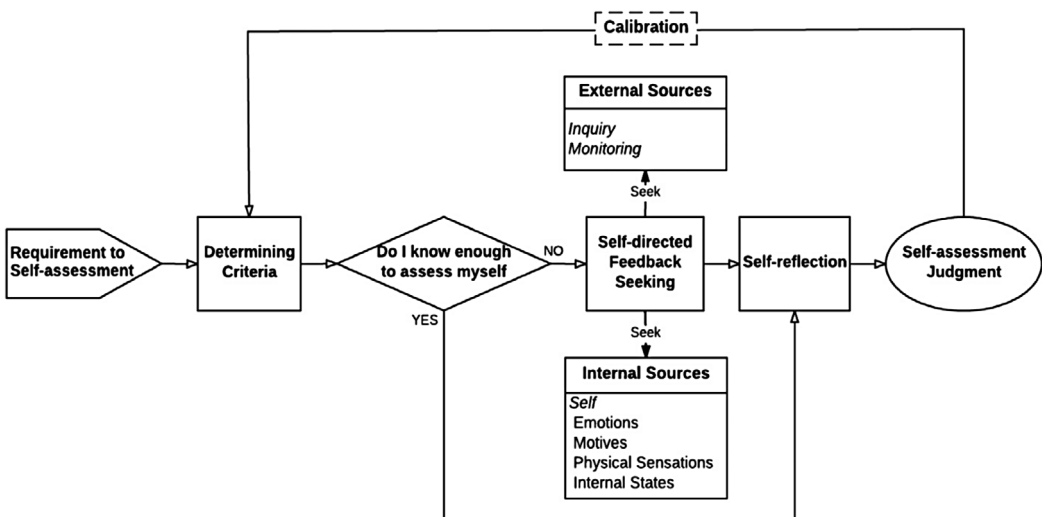 Calibration
External Sources
Inquiry
Monitoring
Seek
Requirement to
Self-assessment
Determining
Criteria
Do I know enough
to assess myself
NO
YES
Self-directed
Feedback
Seeking
Self-reflection
Self-assessment
Judgment
Seek
Internal Sources
Self
Emotions
Motives
Physical Sensations
Internal States